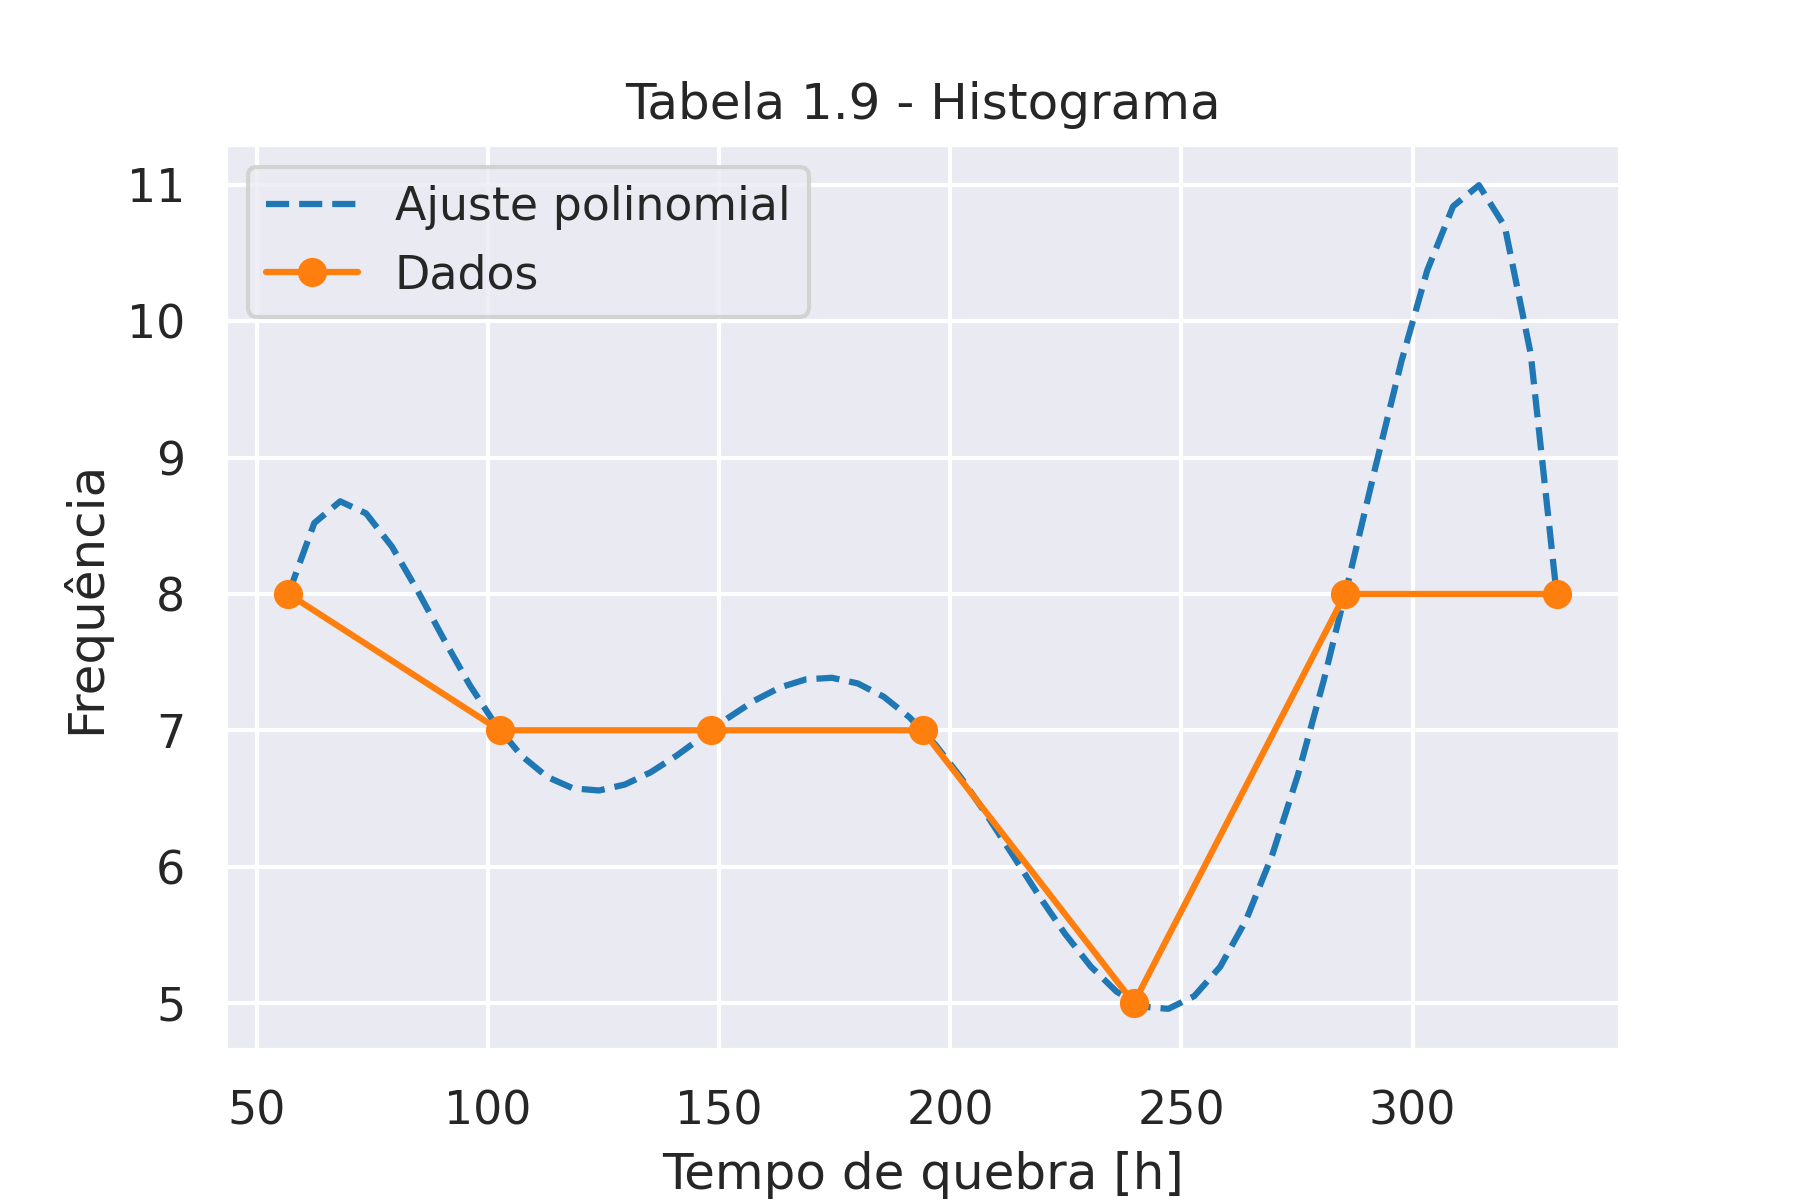 Tabela 1.9 - Histograma
Ajuste polinomial
Dados
Frequência
11
10
9
8
7
6
5
50 100 150 200 250 300
Tempo de quebra [h]